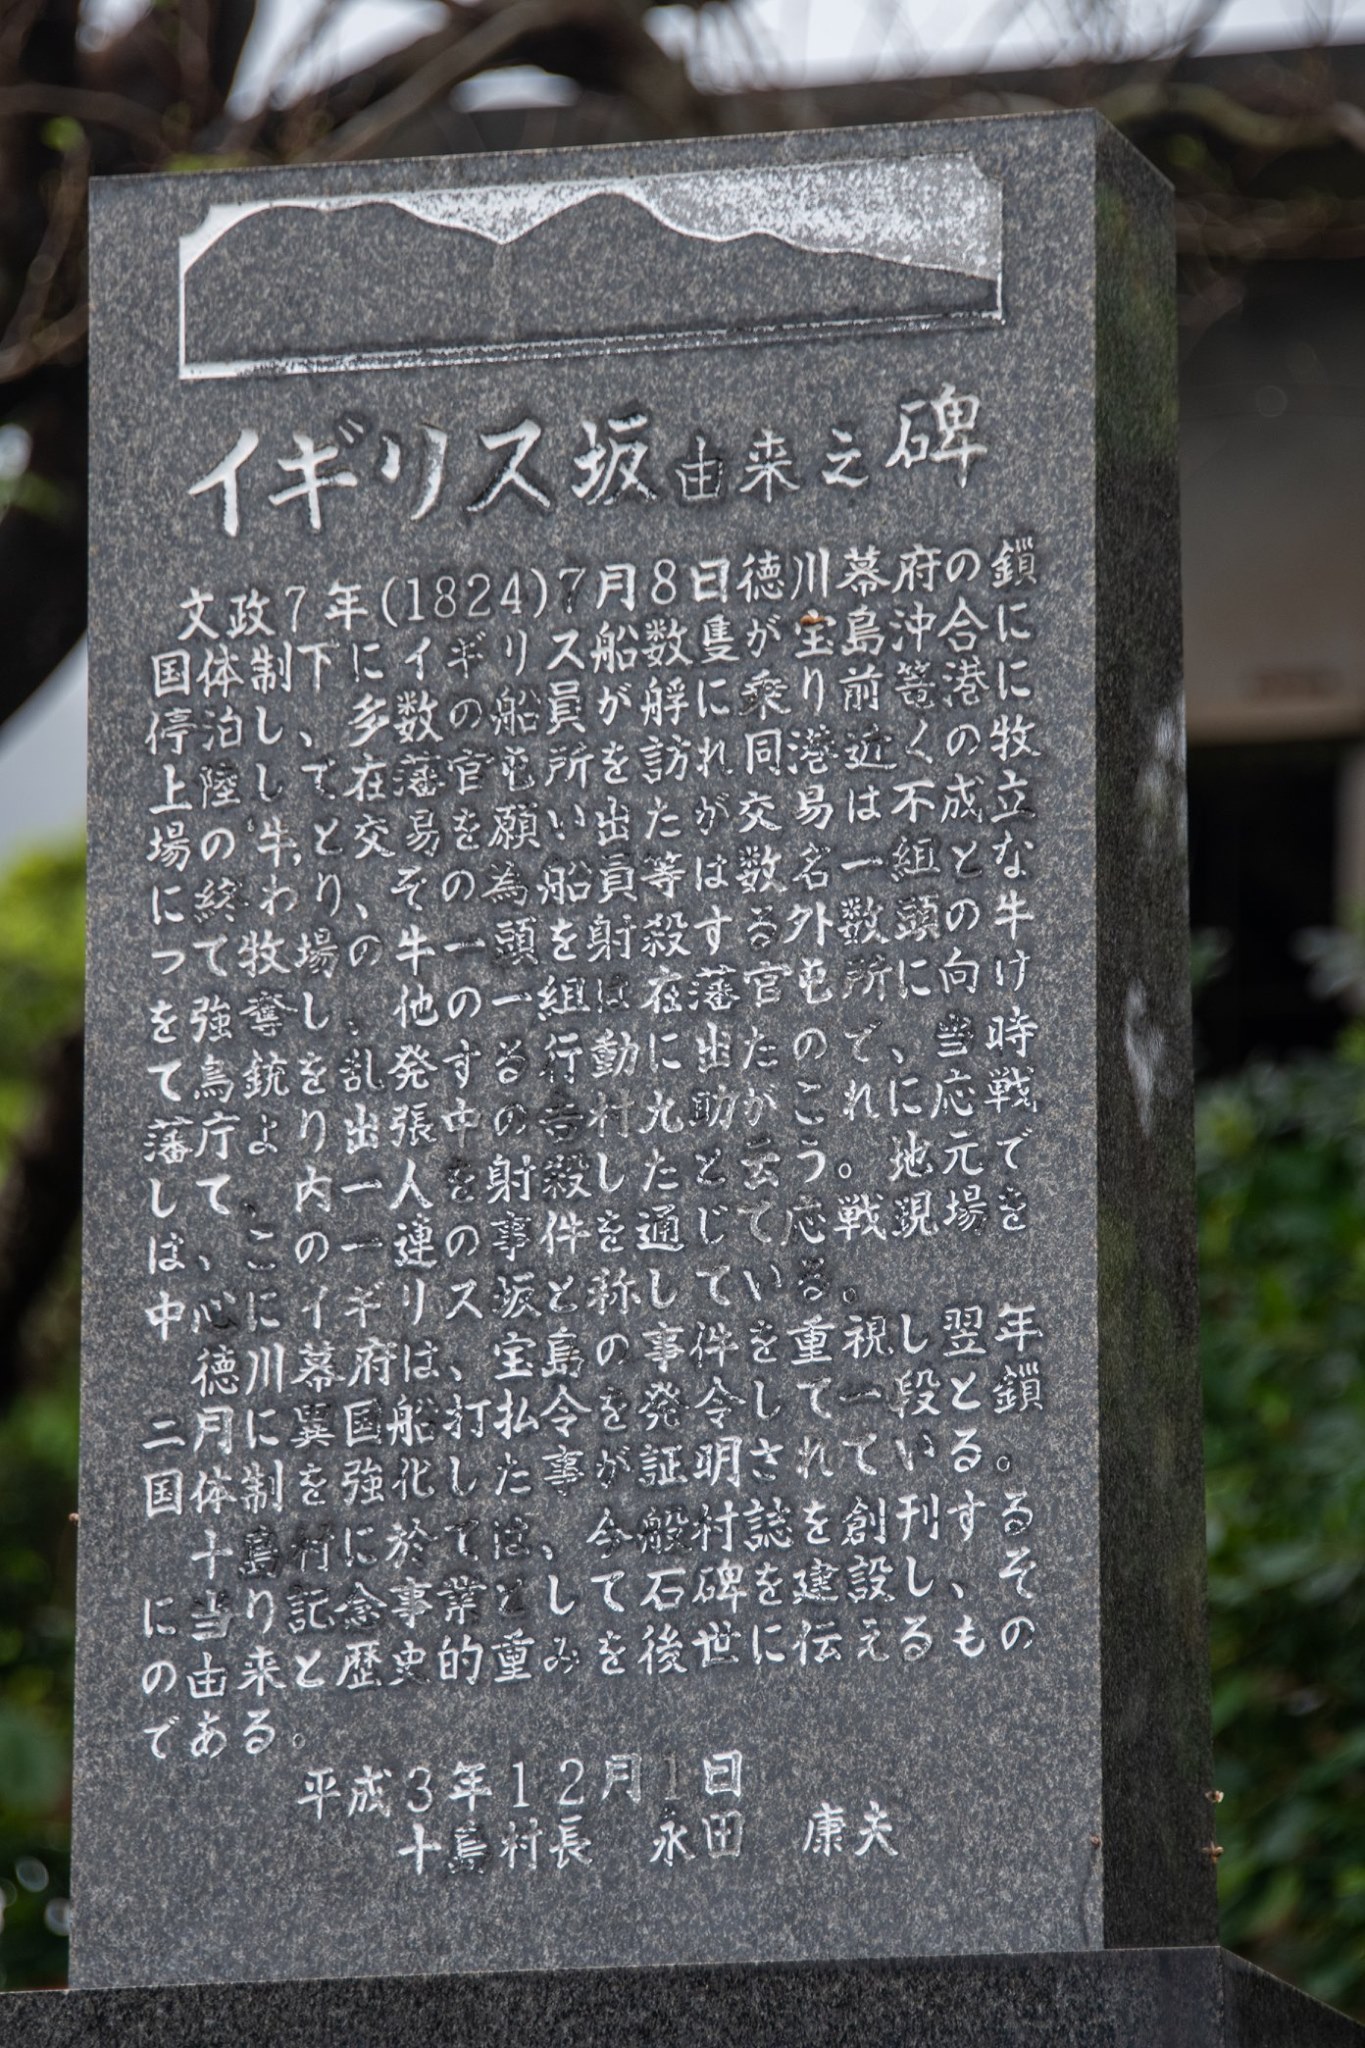 イギリス坂由来之碑
文政7年(1824)7月8日徳川幕府の鎖
国体制下にイギリス船数隻が宝島沖合に
停泊し、多数の船員が艀に乗り前篭港に
上陸して在藩官屯所を訪れ同港近くの牧
場の牛と交易を願い出たが交易は不成立
に終わり、その為船員等は数名一組とな
って牧場の牛一頭を射殺する外数頭の牛
を強奪し、他の一組は在藩官屯所に向け
て鳥銃を乱発する行動に出たので、当時
藩庁より出張中の吉村九助がこれに応戦
して、内一人を射殺したと云う。地元で
ば、この一連の事件を通じて応戦現場を
中心にイギリス坂と称している。
徳川幕府は、宝島の事件を重視し翌年
二月に異国船打払令を発令して一段と鎖
国体制を強化した事が証明されている。
十島村に於ては、今般村誌を創刊する
に当り記念事業として石碑を建設し、そ
の由来と歴史的重みを後世に伝えるもの
である。
平成3年12月1日
十島村長 永田 康夫